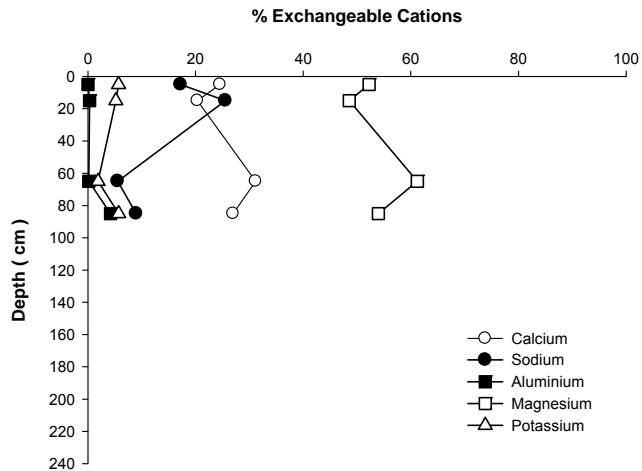 % Exchangeable Cations
0 20 40 60 80 100
0
20
40
60
80
100
120
140
160
180
200
220
240
Depth ( cm )
Calcium
Sodium
Aluminium
Magnesium
Potassium